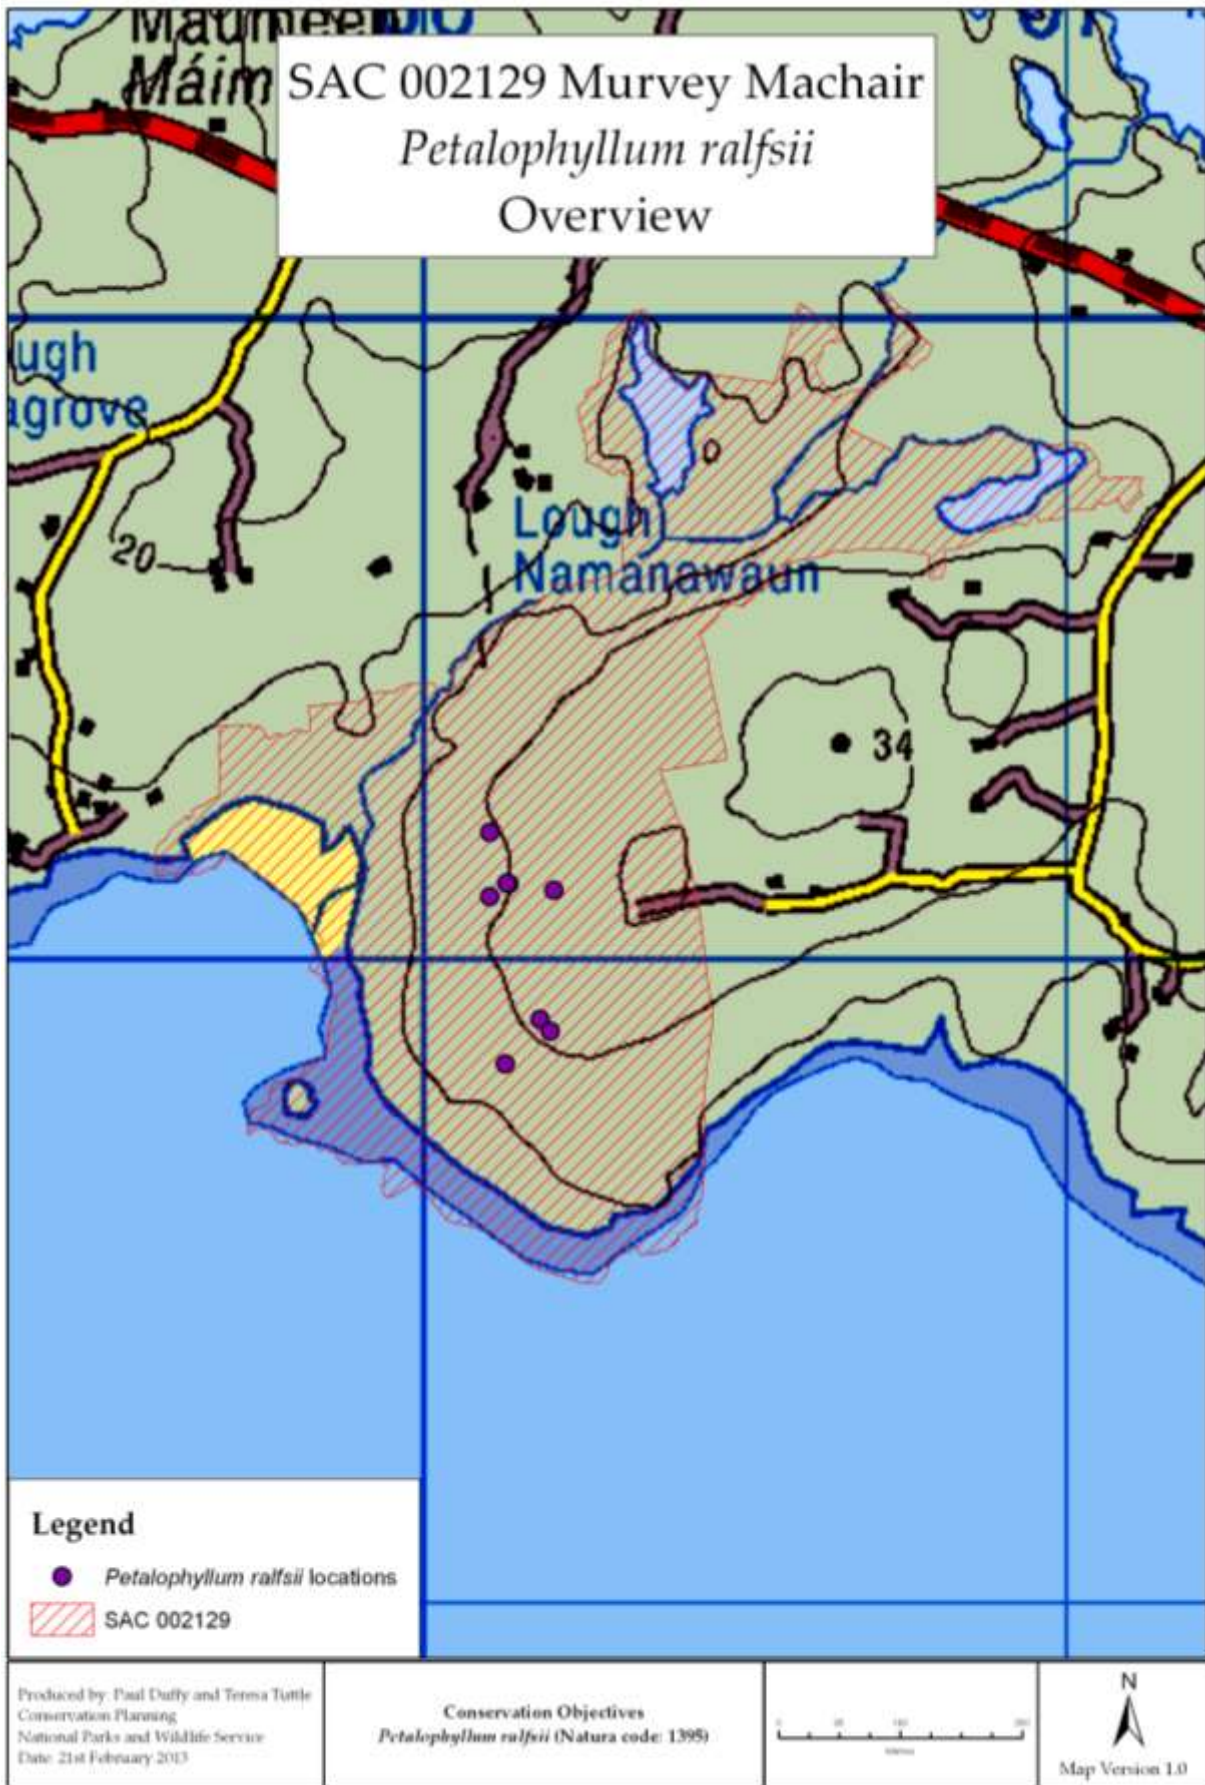 Maumeen
Máim
SAC 002129 Murvey Machair
Petalophyllum ralfsii
Overview
ugh
agrove
Lough
Namanawaun
20
34
Legend
Petalophyllum ralfsii locations
SAC 002129
Produced by: Paul Duffy and Teresa Tuttle
Conservation Planning
National Parks and Wildlife Service
Date: 21st February 2013
Conservation Objectives
Petalophyllum ralfsii (Natura code: 1395)
0
N
Map Version 1.0